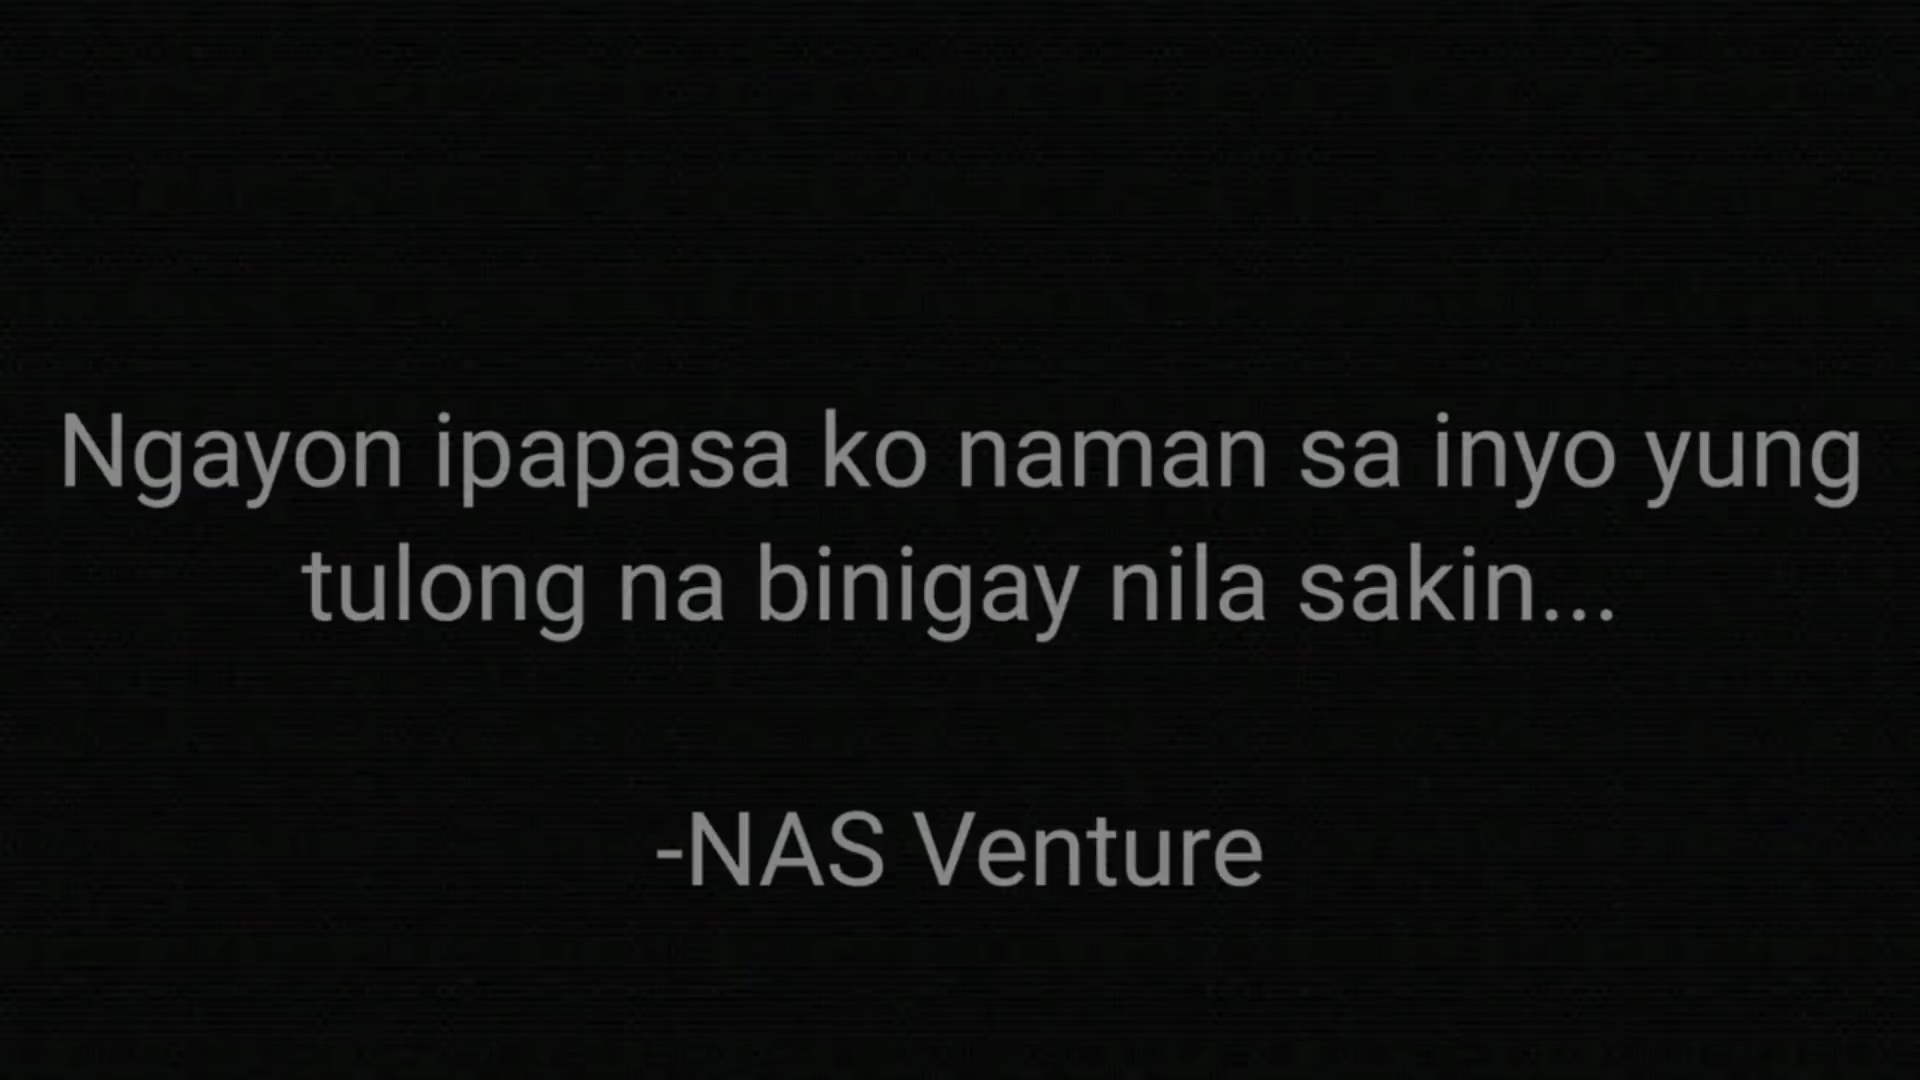 Ngayon ipapasa ko naman sa inyo yung
tulong na binigay nila sakin...
-NAS Venture